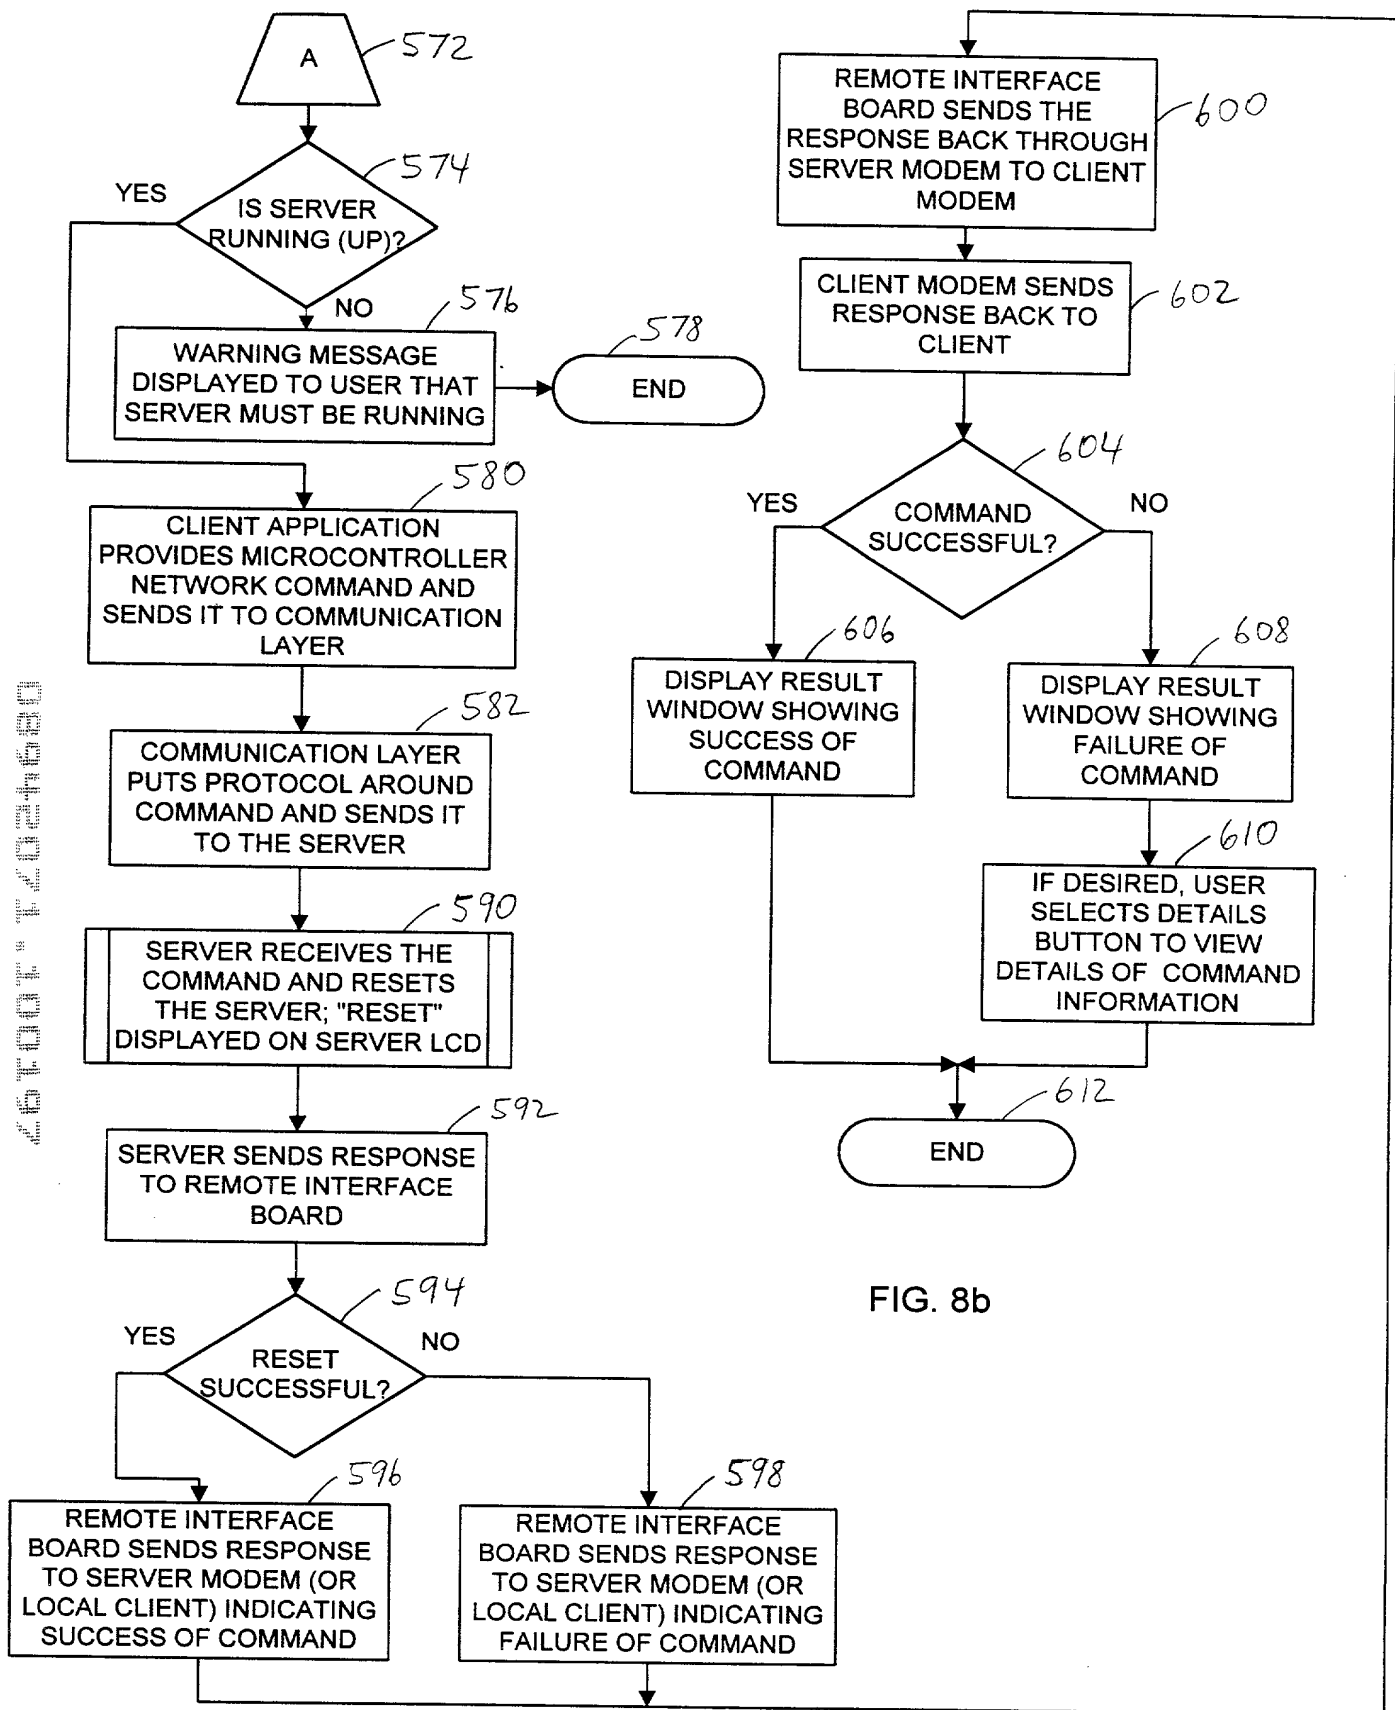 A
572
574
YES
IS SERVER
RUNNING (UP)?
NO
576
WARNING MESSAGE
DISPLAYED TO USER THAT
SERVER MUST BE RUNNING
578
END
580
CLIENT APPLICATION
PROVIDES MICROCONTROLLER
NETWORK COMMAND AND
SENDS IT TO COMMUNICATION
LAYER
582
COMMUNICATION LAYER
PUTS PROTOCOL AROUND
COMMAND AND SENDS IT
TO THE SERVER
590
SERVER RECEIVES THE
COMMAND AND RESETS
THE SERVER; "RESET"
DISPLAYED ON SERVER LCD
592
SERVER SENDS RESPONSE
TO REMOTE INTERFACE
BOARD
594
YES
NO
RESET
SUCCESSFUL?
596
REMOTE INTERFACE
BOARD SENDS RESPONSE
TO SERVER MODEM (OR
LOCAL CLIENT) INDICATING
SUCCESS OF COMMAND
598
REMOTE INTERFACE
BOARD SENDS RESPONSE
TO SERVER MODEM (OR
LOCAL CLIENT) INDICATING
FAILURE OF COMMAND
REMOTE INTERFACE
BOARD SENDS THE
RESPONSE BACK THROUGH
SERVER MODEM TO CLIENT
MODEM
600
CLIENT MODEM SENDS
RESPONSE BACK TO
CLIENT
602
604
YES
NO
COMMAND
SUCCESSFUL?
606
DISPLAY RESULT
WINDOW SHOWING
SUCCESS OF
COMMAND
608
DISPLAY RESULT
WINDOW SHOWING
FAILURE OF
COMMAND
610
IF DESIRED, USER
SELECTS DETAILS
BUTTON TO VIEW
DETAILS OF COMMAND
INFORMATION
612
END
FIG. 8b